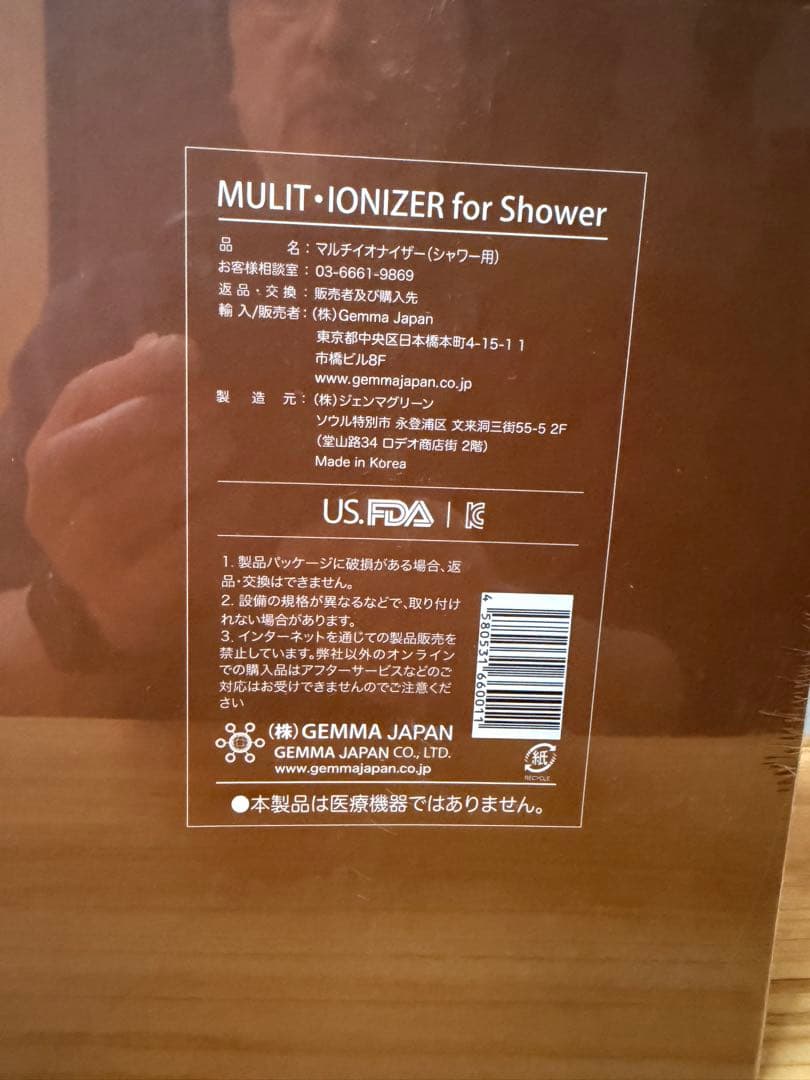 MULIT・IONIZER for Shower
品　　　名：マルチイオナイザー（シャワー用）
お客様相談室：03-6661-9869
返品・交換：販売者及び購入先
輸入/販売者：（株）Gemma Japan
東京都中央区日本橋本町4-15-1 1
市橋ビル8F
www.gemmajapan.co.jp
製　造　元：（株）ジェンマグリーン
ソウル特別市 永登浦区 文来洞三街55-5 2F
（堂山路34 ロデオ商店街 2階）
Made in Korea
US.FDA | KC
1. 製品パッケージに破損がある場合、返
品・交換はできません。
2. 設備の規格が異なるなどで、取り付け
れない場合があります。
3. インターネットを通じての製品販売を
禁止しています。弊社以外のオンライン
での購入品はアフターサービスなどのご
対応はお受けできませんのでご注意くだ
さい
4 580531 660011
（株）GEMMA JAPAN
GEMMA JAPAN CO., LTD.
www.gemmajapan.co.jp
紙
RECYCLE
●本製品は医療機器ではありません。